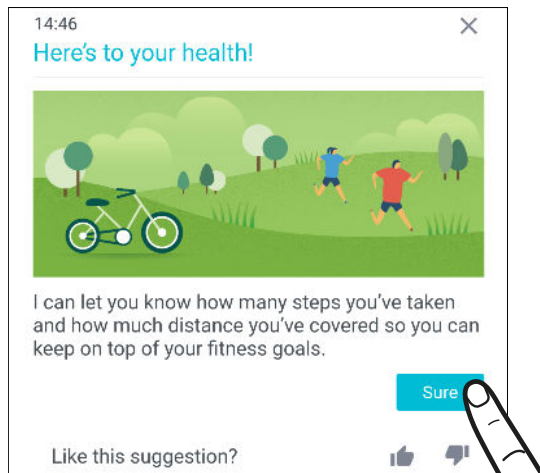 14:46
Here's to your health!
I can let you know how many steps you've taken
and how much distance you've covered so you can
keep on top of your fitness goals.
Sure
Like this suggestion?